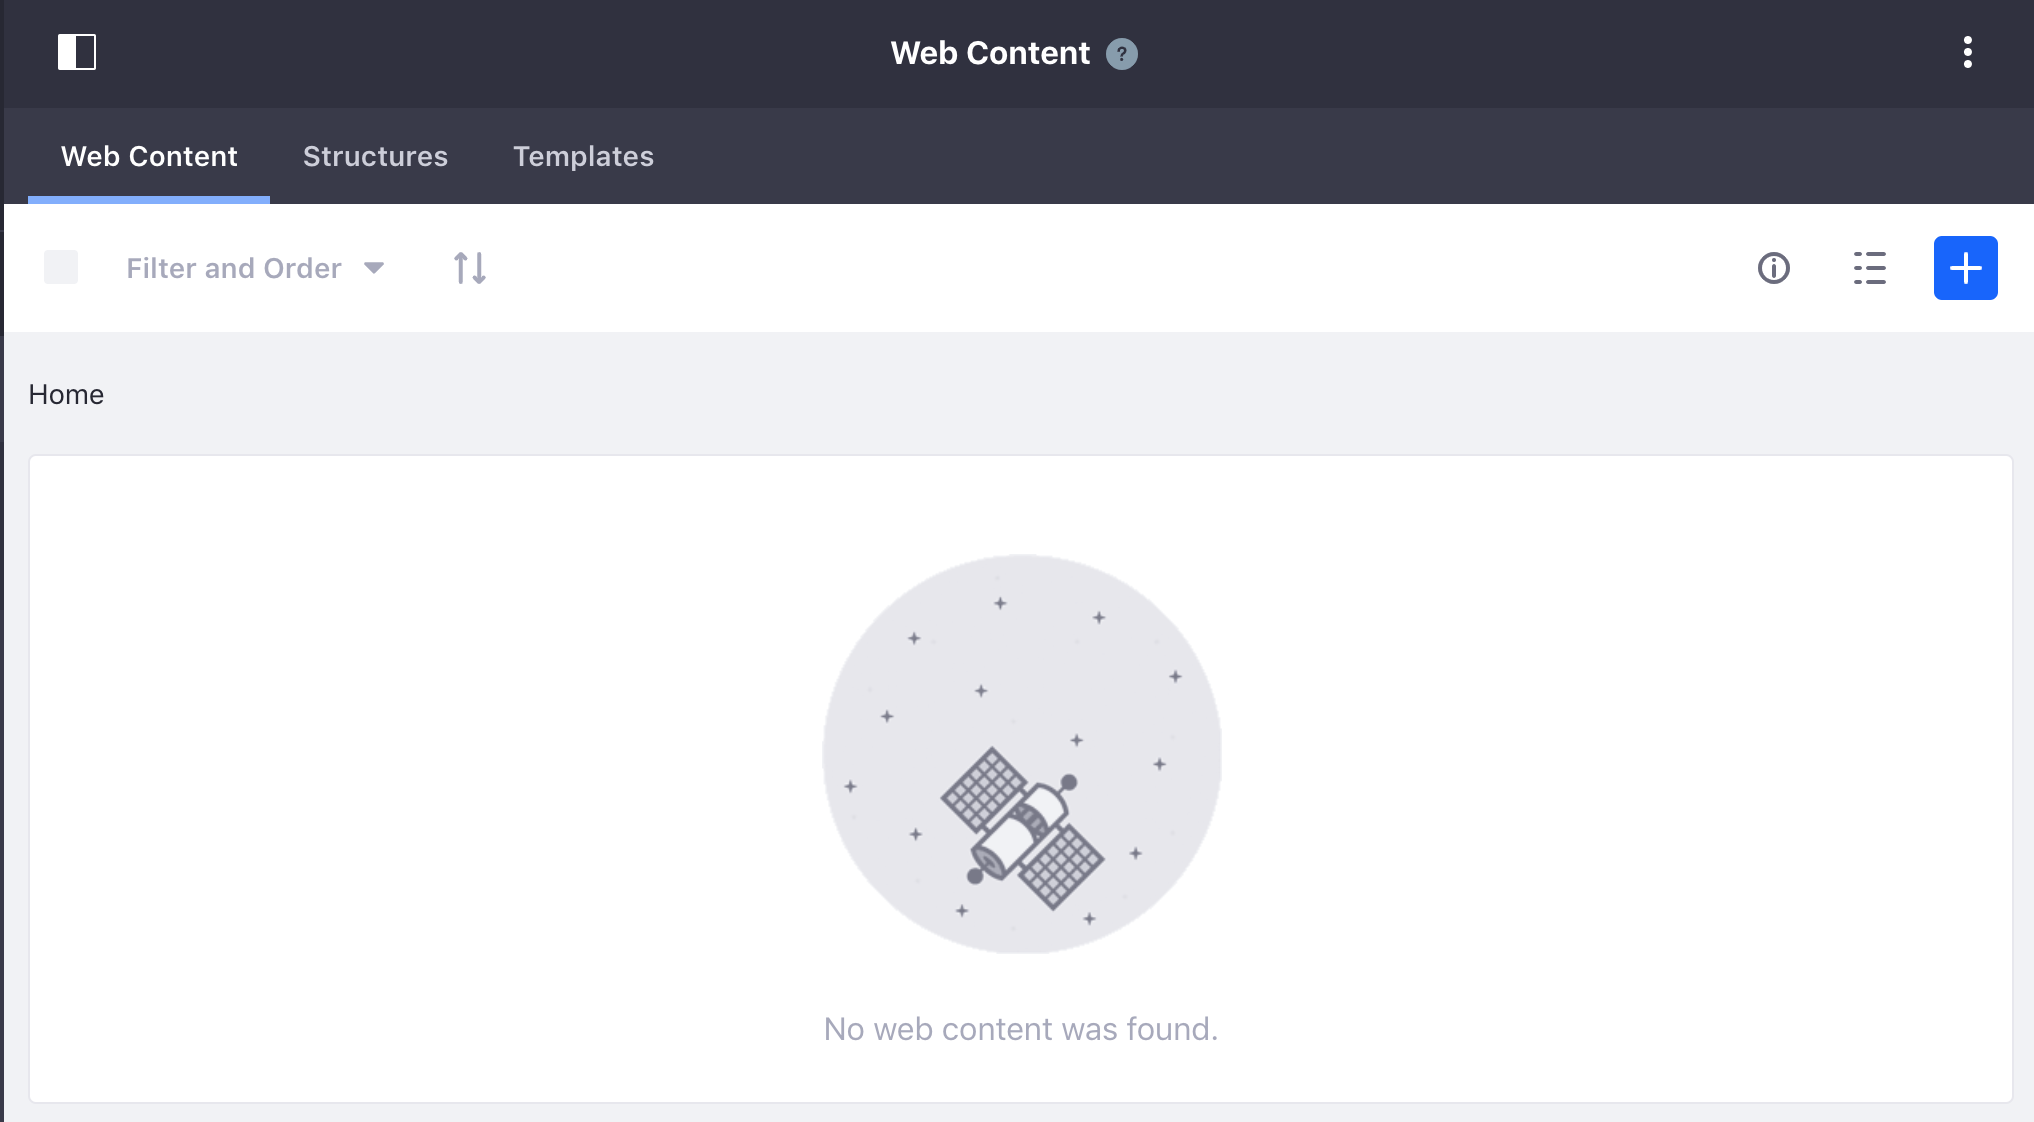 Web Content ?
Web Content Structures Templates
Filter and Order
Home
No web content was found.